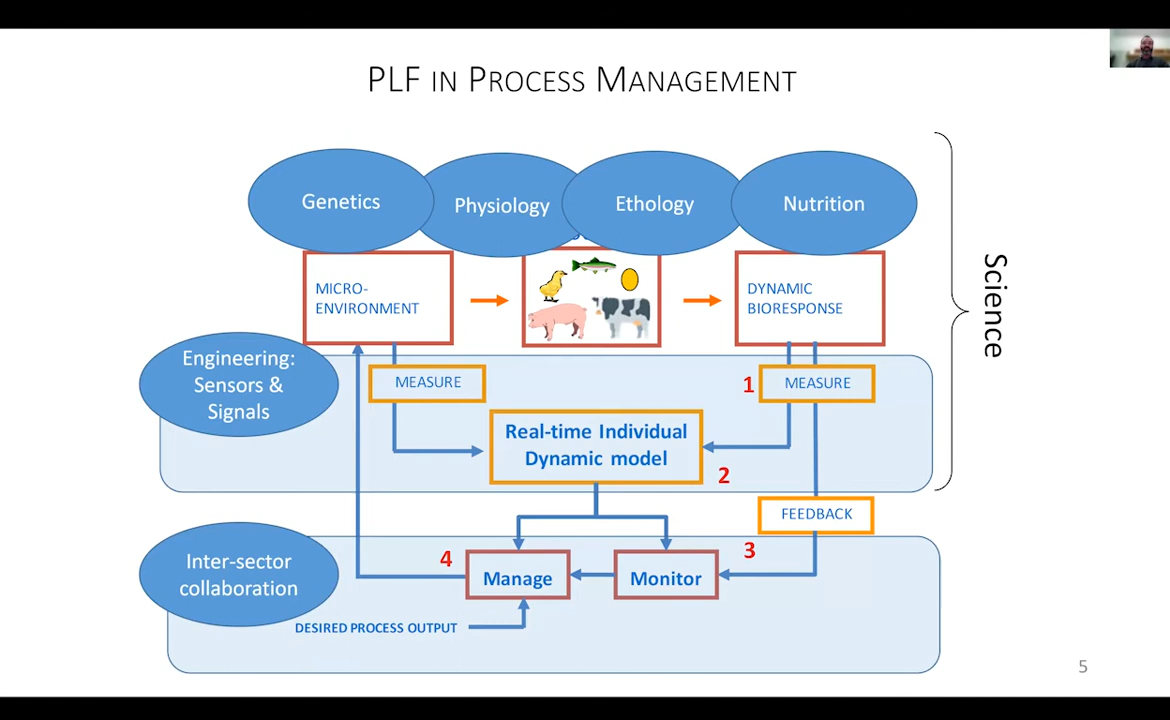 PLF IN PROCESS MANAGEMENT
Genetics
Physiology
Ethology
Nutrition
MICRO-
ENVIRONMENT
DYNAMIC
BIORESPONSE
Science
Engineering:
Sensors &
Signals
MEASURE
1
MEASURE
Real-time Individual
Dynamic model
2
FEEDBACK
Inter-sector
collaboration
4
Manage
Monitor
3
DESIRED PROCESS OUTPUT
5